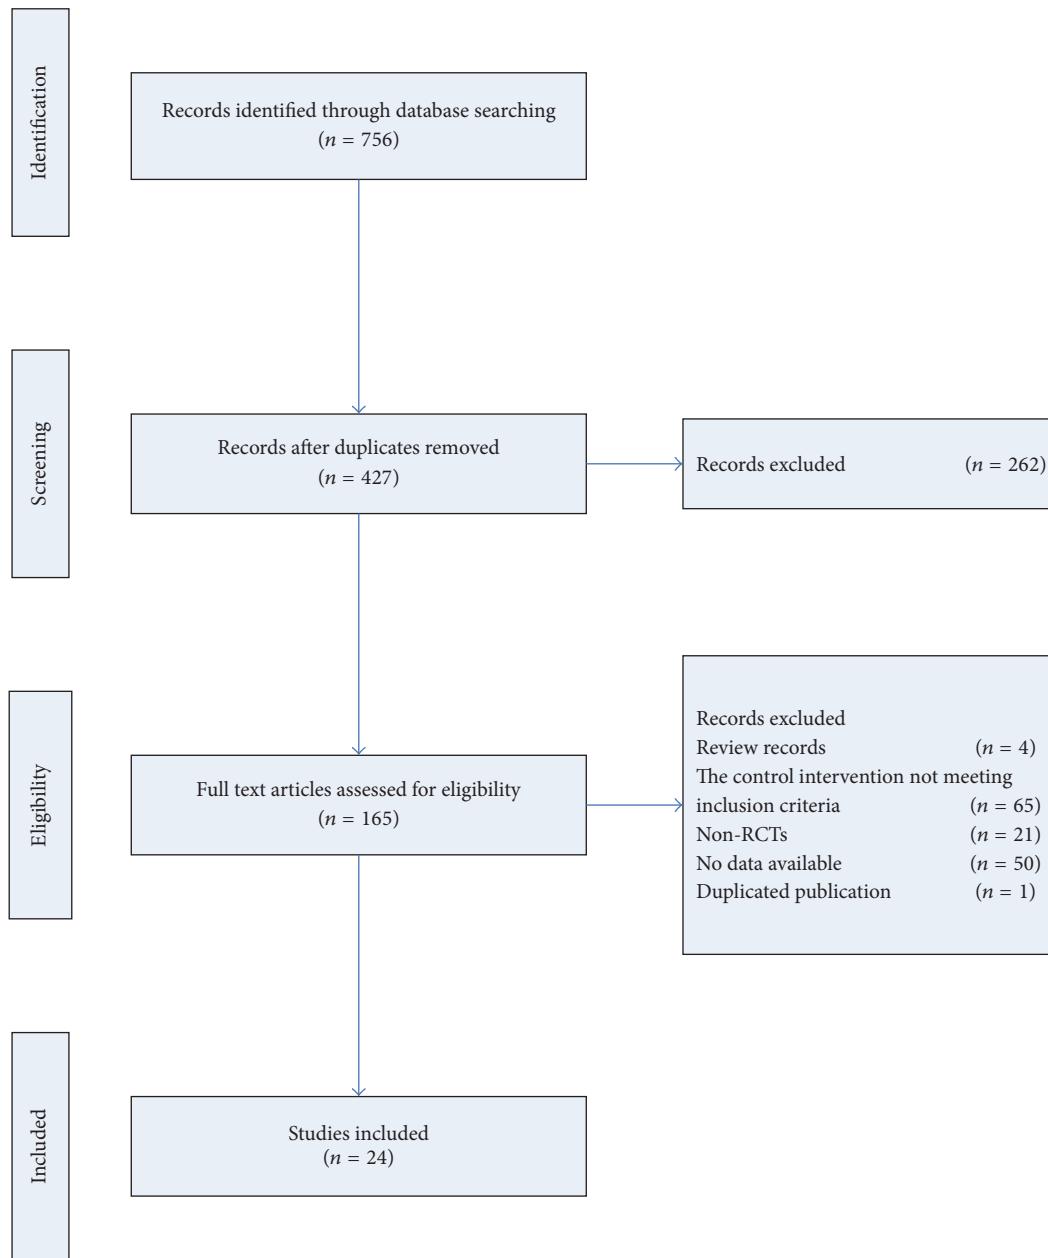 Identification
Records identified through database searching
(n = 756)
Screening
Records after duplicates removed
(n = 427)
Records excluded (n = 262)
Eligibility
Full text articles assessed for eligibility
(n = 165)
Records excluded
Review records (n = 4)
The control intervention not meeting
inclusion criteria (n = 65)
Non-RCTs (n = 21)
No data available (n = 50)
Duplicated publication (n = 1)
Included
Studies included
(n = 24)